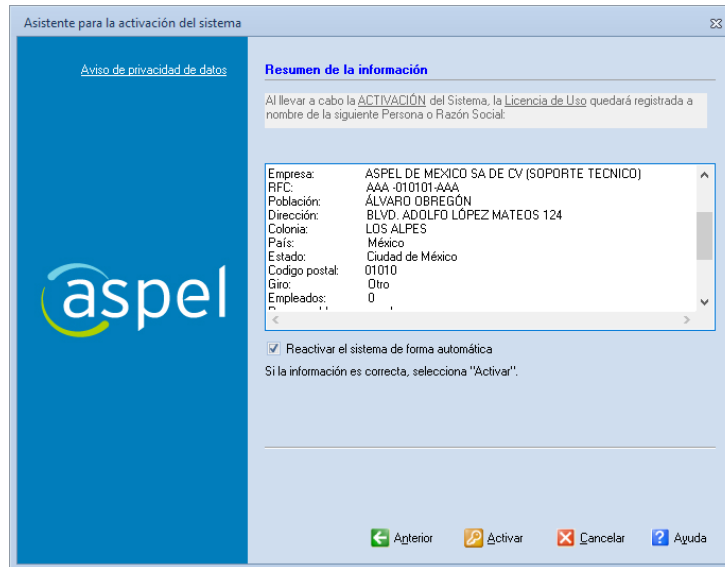 Asistente para la activación del sistema
Aviso de privacidad de datos
Resumen de la información
Al llevar a cabo la ACTIVACIÓN del Sistema, la Licencia de Uso quedará registrada a
nombre de la siguiente Persona o Razón Social:
Empresa: ASPEL DE MEXICO SA DE CV (SOPORTE TECNICO)
RFC: AAA -010101-AAA
Población: ÁLVARO OBREGÓN
Dirección: BLVD. ADOLFO LÓPEZ MATEOS 124
Colonia: LOS ALPES
País: México
Estado: Ciudad de México
Codigo postal: 01010
Giro: Otro
Empleados: 0
aspel
Reactivar el sistema de forma automática
Si la información es correcta, selecciona "Activar".
Anterior Activar Cancelar Ayuda